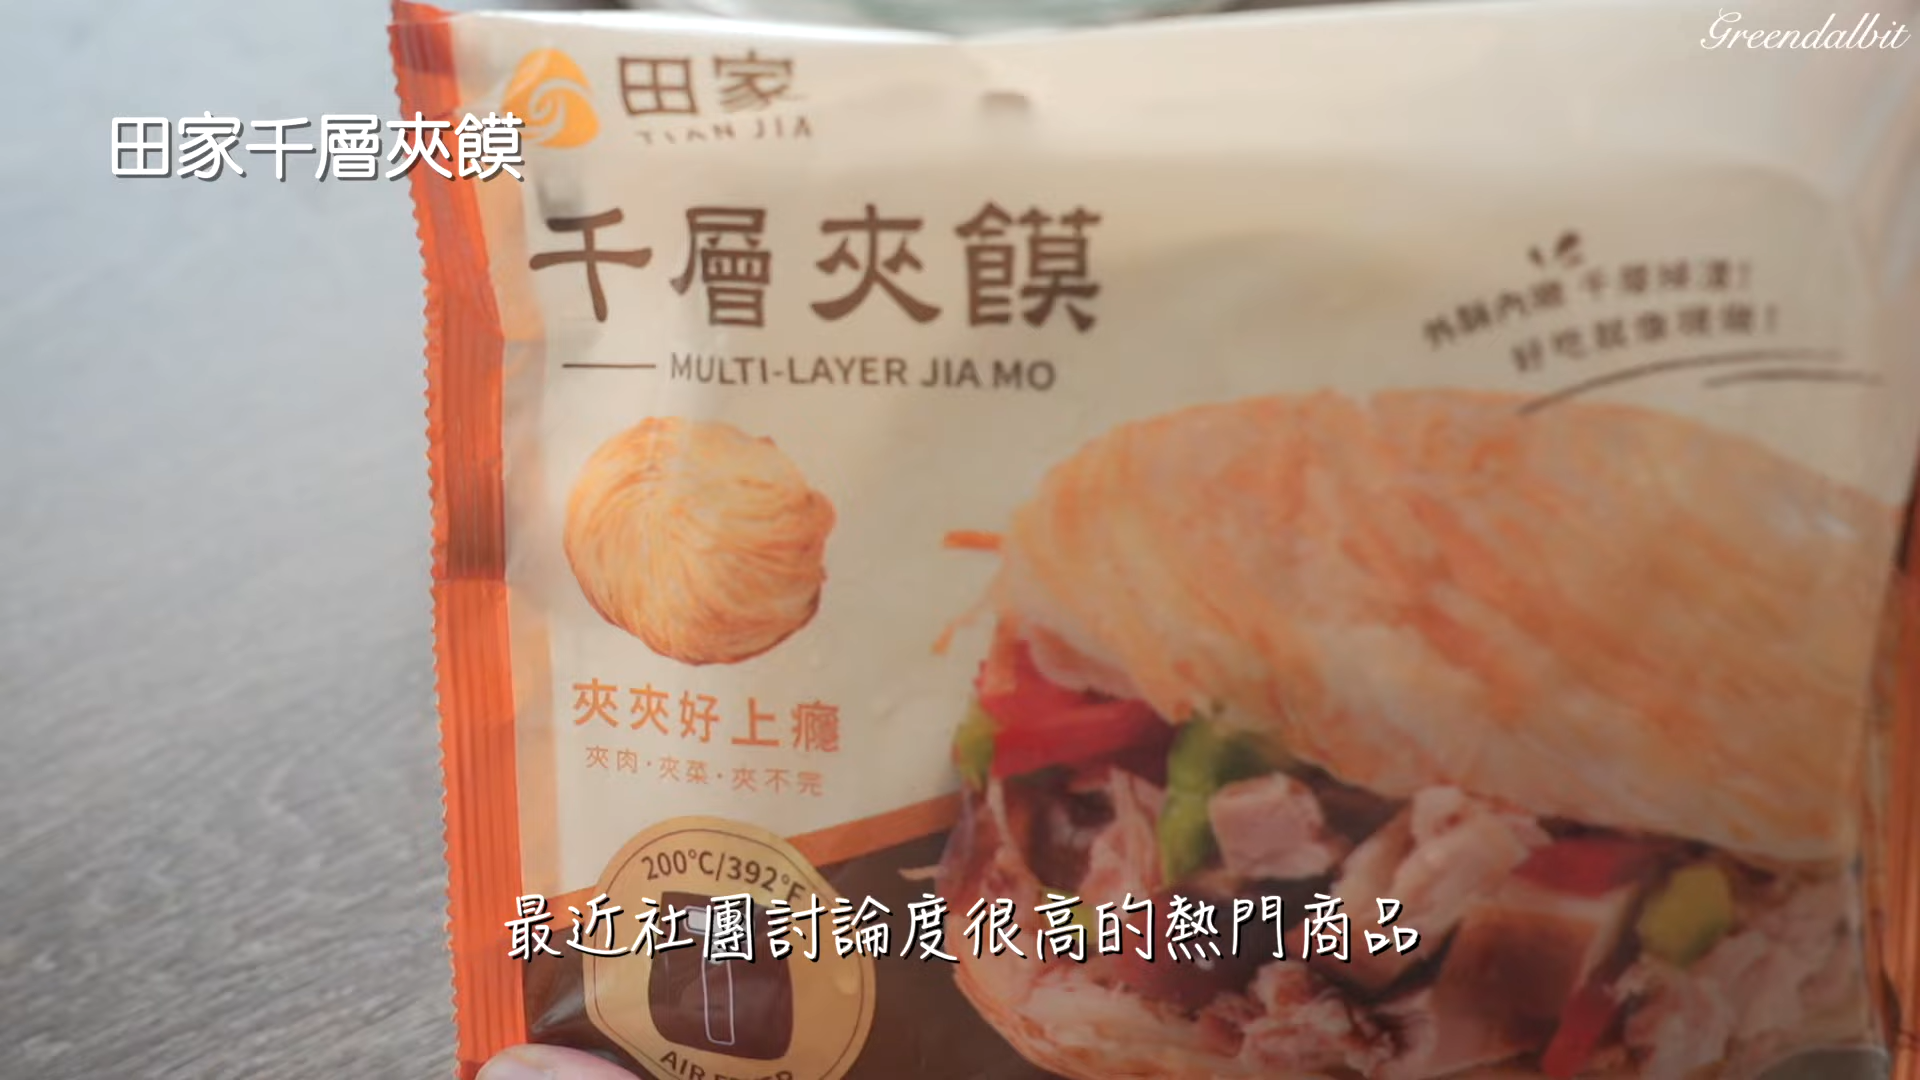 Greendalbit
田家
TIAN JIA
田家千層夾饃
千層夾饃
MULTI-LAYER JIA MO
夾夾好上癮
夾肉·夾菜·夾不完
200°C/392°F
最近社團討論度很高的熱門商品